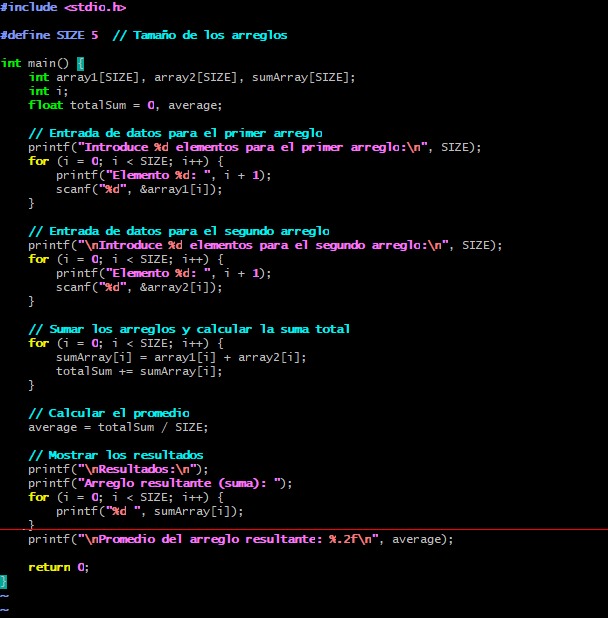 #include <stdio.h>
#define SIZE 5  // Tamaño de los arreglos
int main() {
    int array1[SIZE], array2[SIZE], sumArray[SIZE];
    int i;
    float totalSum = 0, average;
    // Entrada de datos para el primer arreglo
    printf("Introduce %d elementos para el primer arreglo:\n", SIZE);
    for (i = 0; i < SIZE; i++) {
        printf("Elemento %d: ", i + 1);
        scanf("%d", &array1[i]);
    }
    // Entrada de datos para el segundo arreglo
    printf("\nIntroduce %d elementos para el segundo arreglo:\n", SIZE);
    for (i = 0; i < SIZE; i++) {
        printf("Elemento %d: ", i + 1);
        scanf("%d", &array2[i]);
    }
    // Sumar los arreglos y calcular la suma total
    for (i = 0; i < SIZE; i++) {
        sumArray[i] = array1[i] + array2[i];
        totalSum += sumArray[i];
    }
    // Calcular el promedio
    average = totalSum / SIZE;
    // Mostrar los resultados
    printf("\nResultados:\n");
    printf("Arreglo resultante (suma): ");
    for (i = 0; i < SIZE; i++) {
        printf("%d ", sumArray[i]);
    }
    printf("\nPromedio del arreglo resultante: %.2f\n", average);
    return 0;
}
~
~